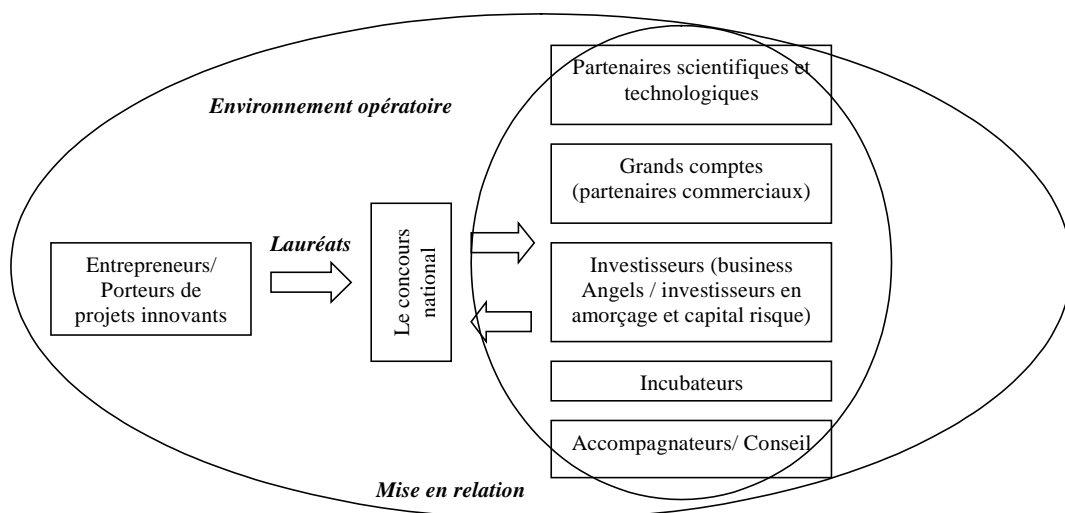 Partenaires scientifiques et
technologiques
Environnement opératoire
Grands comptes
(partenaires commerciaux)
Lauréats
Entrepreneurs/
Porteurs de
projets innovants
Le concours
national
Investisseurs (business
Angels / investisseurs en
amorçage et capital risque)
Incubateurs
Accompagnateurs/ Conseil
Mise en relation